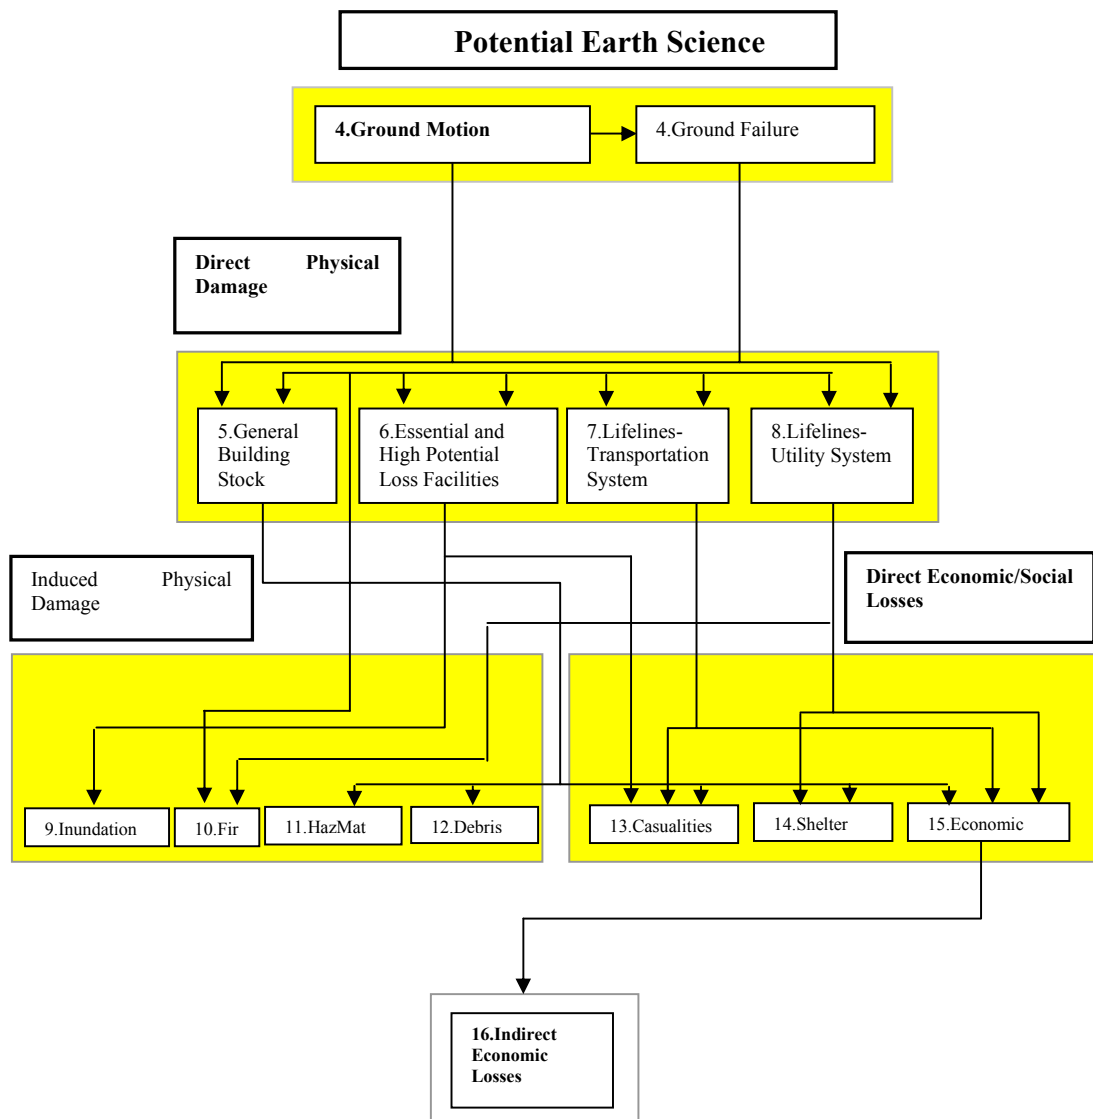 Potential Earth Science
4.Ground Motion
4.Ground Failure
Direct Physical
Damage
5.General
Building
Stock
6.Essential and
High Potential
Loss Facilities
7.Lifelines-
Transportation
System
8.Lifelines-
Utility System
Induced Physical
Damage
Direct Economic/Social
Losses
9.Inundation
10.Fir
11.HazMat
12.Debris
13.Casualities
14.Shelter
15.Economic
16.Indirect
Economic
Losses